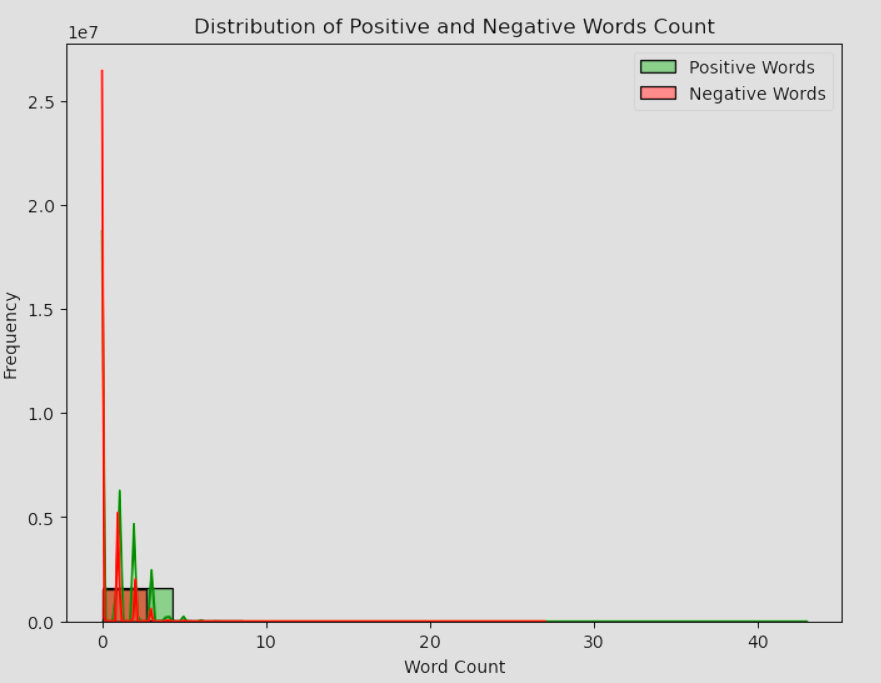 Distribution of Positive and Negative Words Count
1e7
Positive Words
Negative Words
2.5
2.0
1.5
1.0
0.5
0.0
Frequency
0 10 20 30 40
Word Count